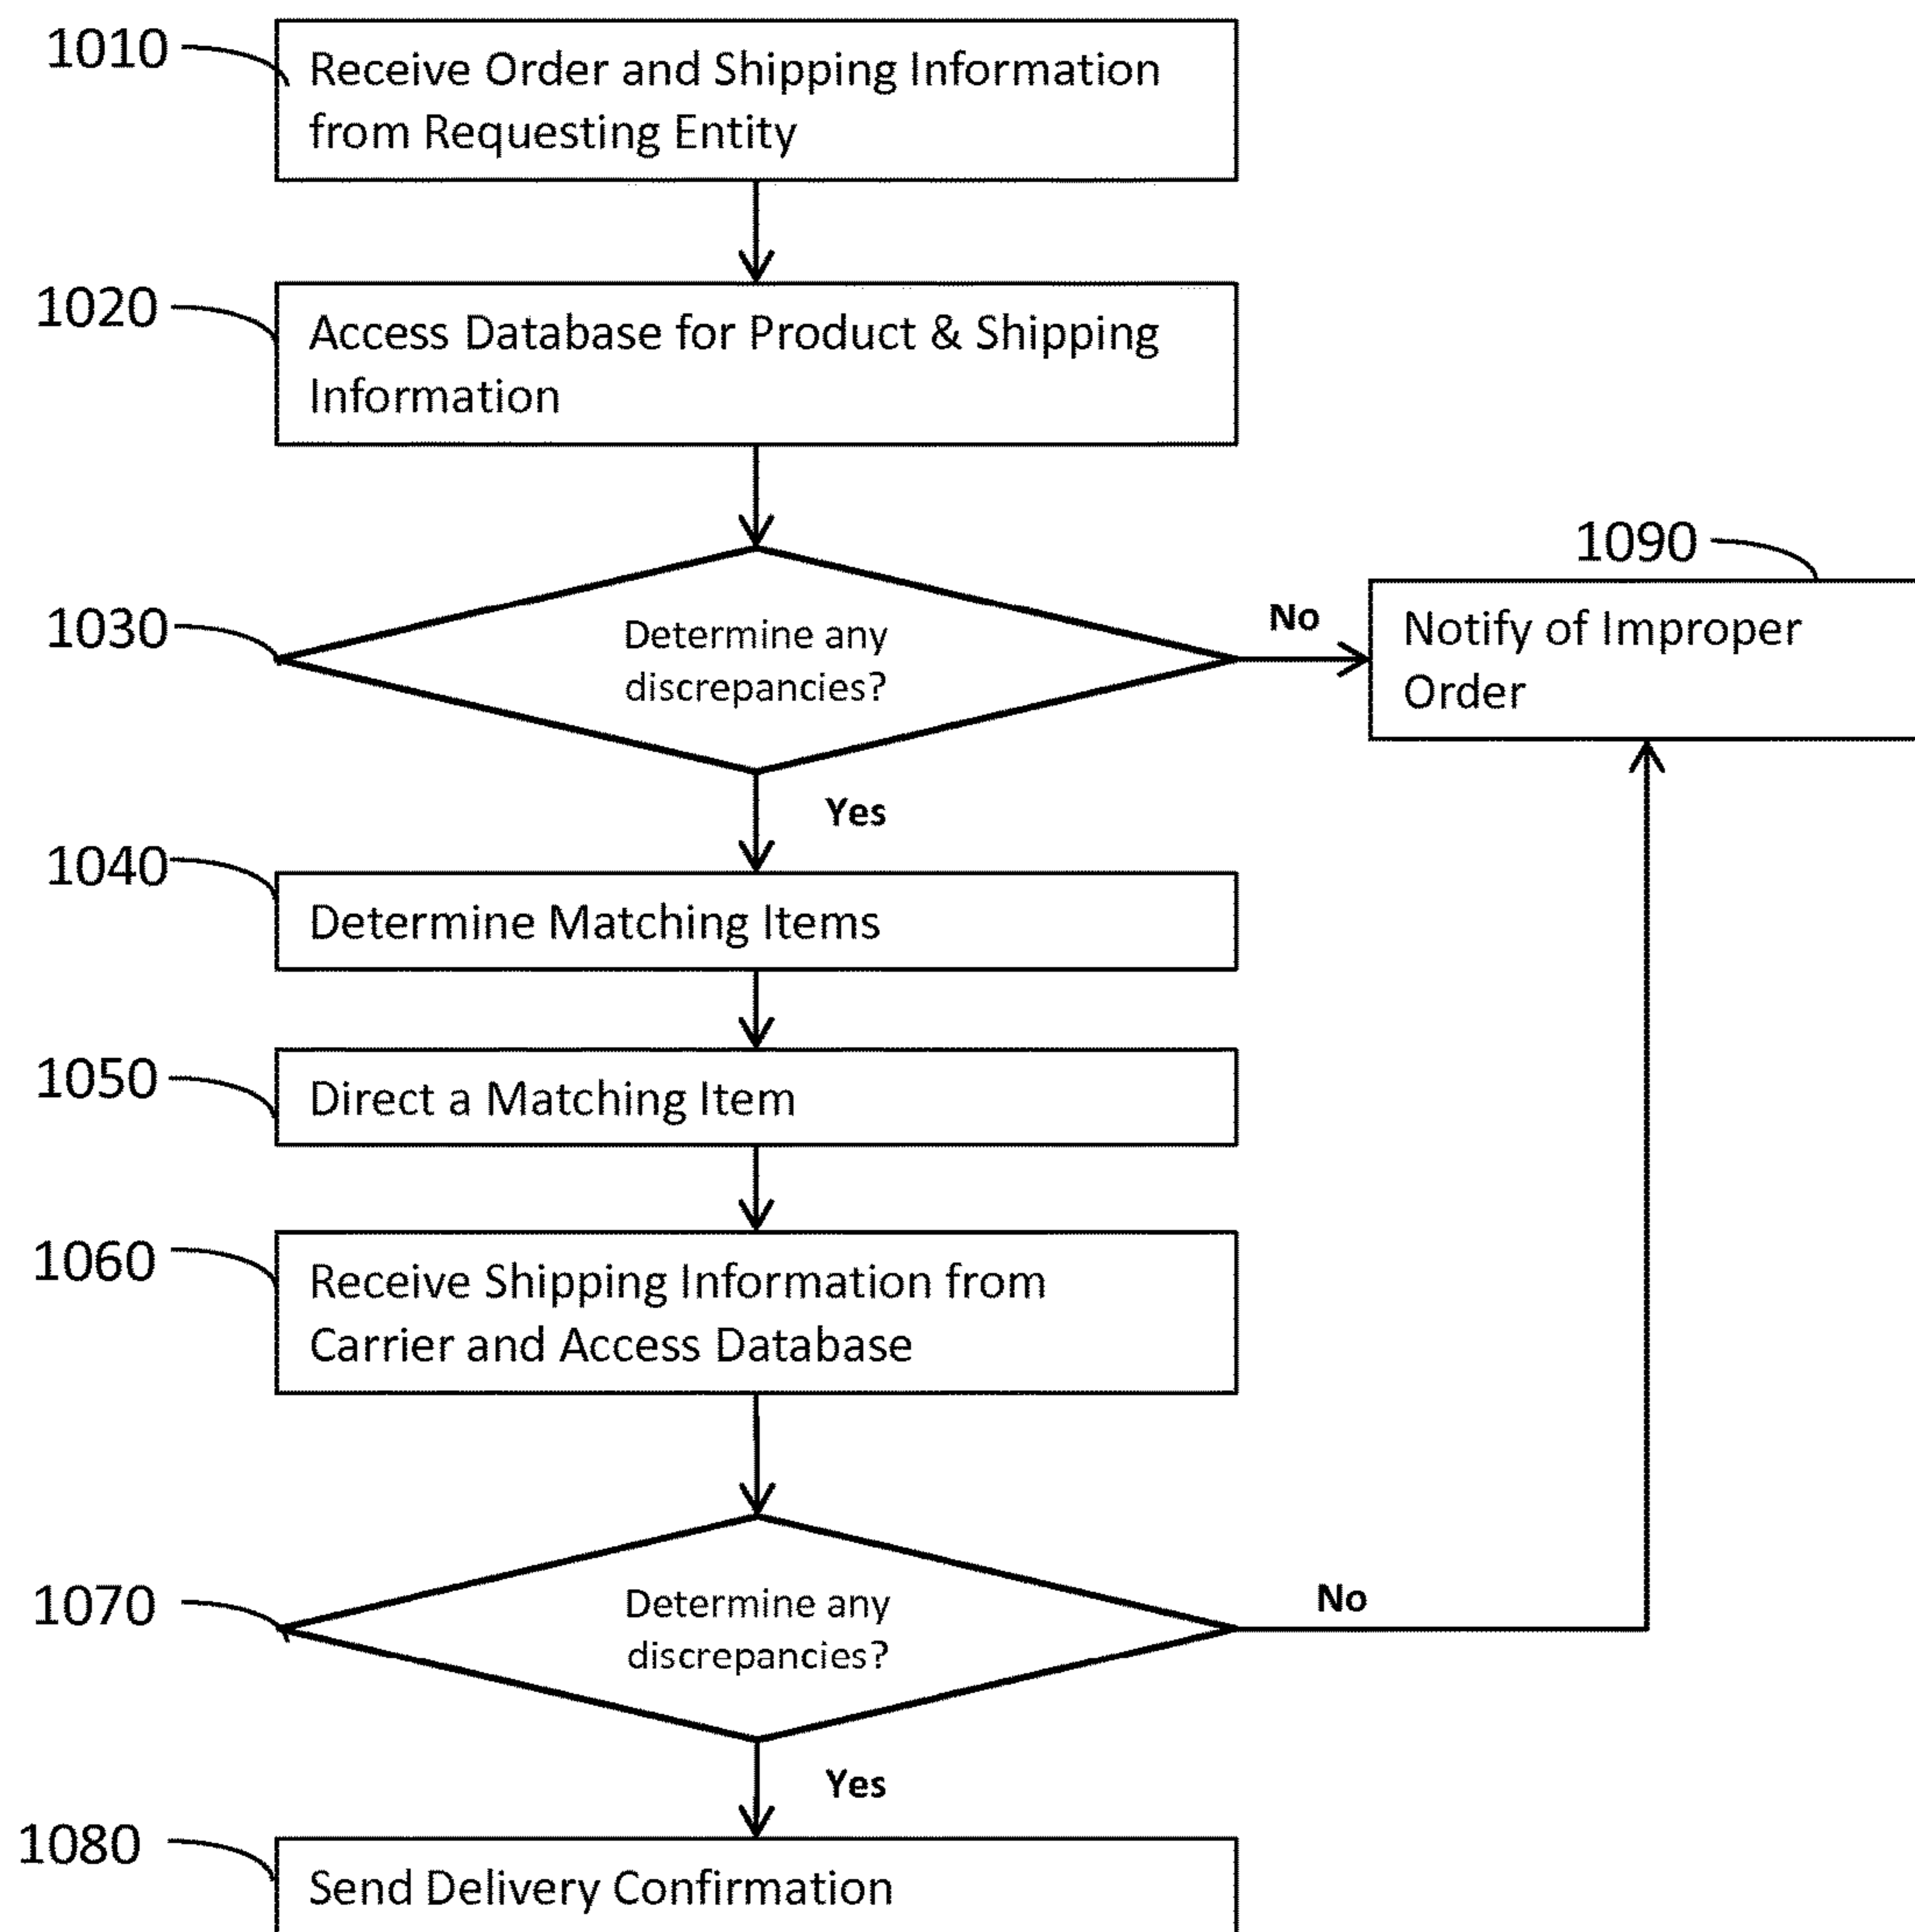 1010
Receive Order and Shipping Information
from Requesting Entity
1020
Access Database for Product & Shipping
Information
1030
Determine any
discrepancies?
No
1090
Notify of Improper
Order
Yes
1040
Determine Matching Items
1050
Direct a Matching Item
1060
Receive Shipping Information from
Carrier and Access Database
1070
Determine any
discrepancies?
No
Yes
1080
Send Delivery Confirmation